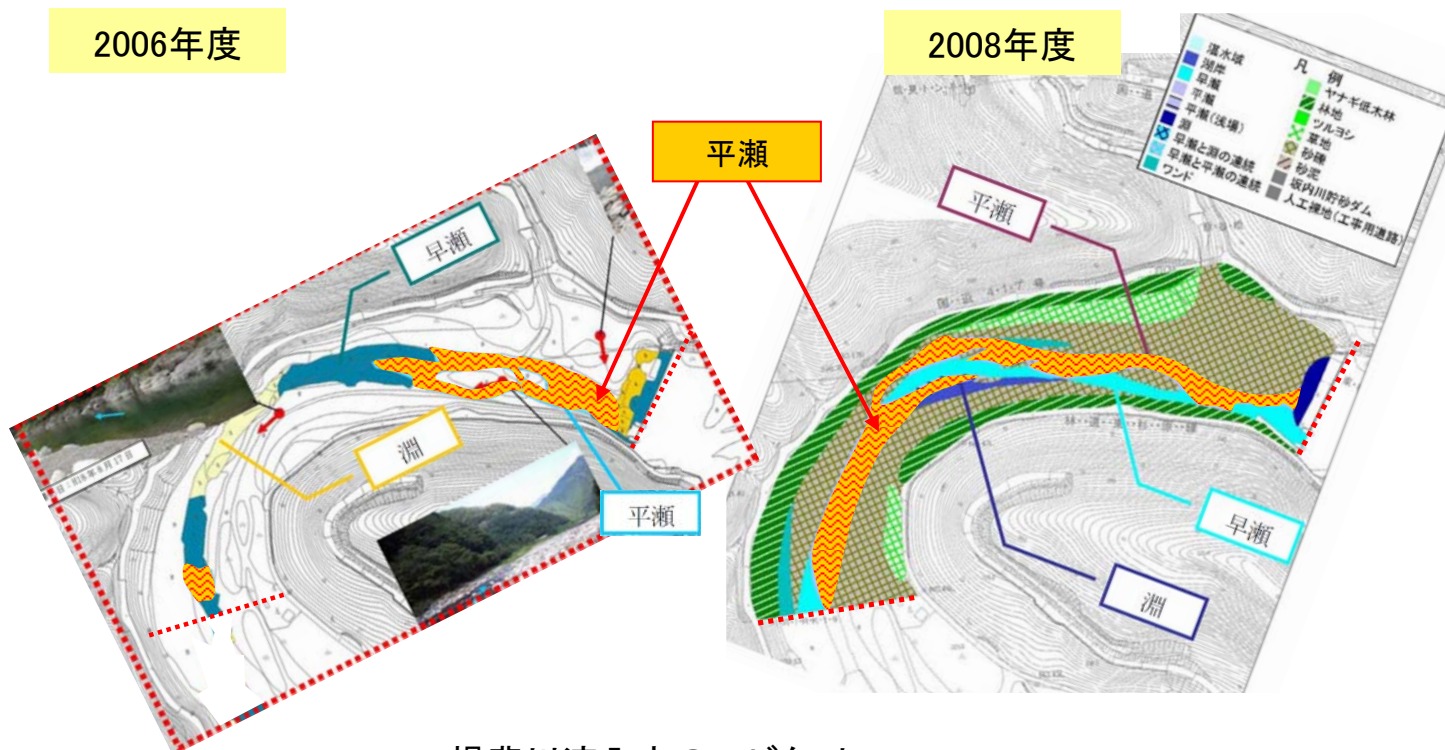 2006年度
2008年度
平瀬
早瀬
淵
平瀬
平瀬
早瀬
淵
凡 例
湛水域
湖岸
早瀬
平瀬
平瀬(浅場)
淵
早瀬と淵の連続
早瀬と平瀬の連続
ワンド
ヤナギ低木林
林地
ツルヨシ
草地
砂礫
砂泥
坂内川貯砂ダム
人工裸地(工事用道路)